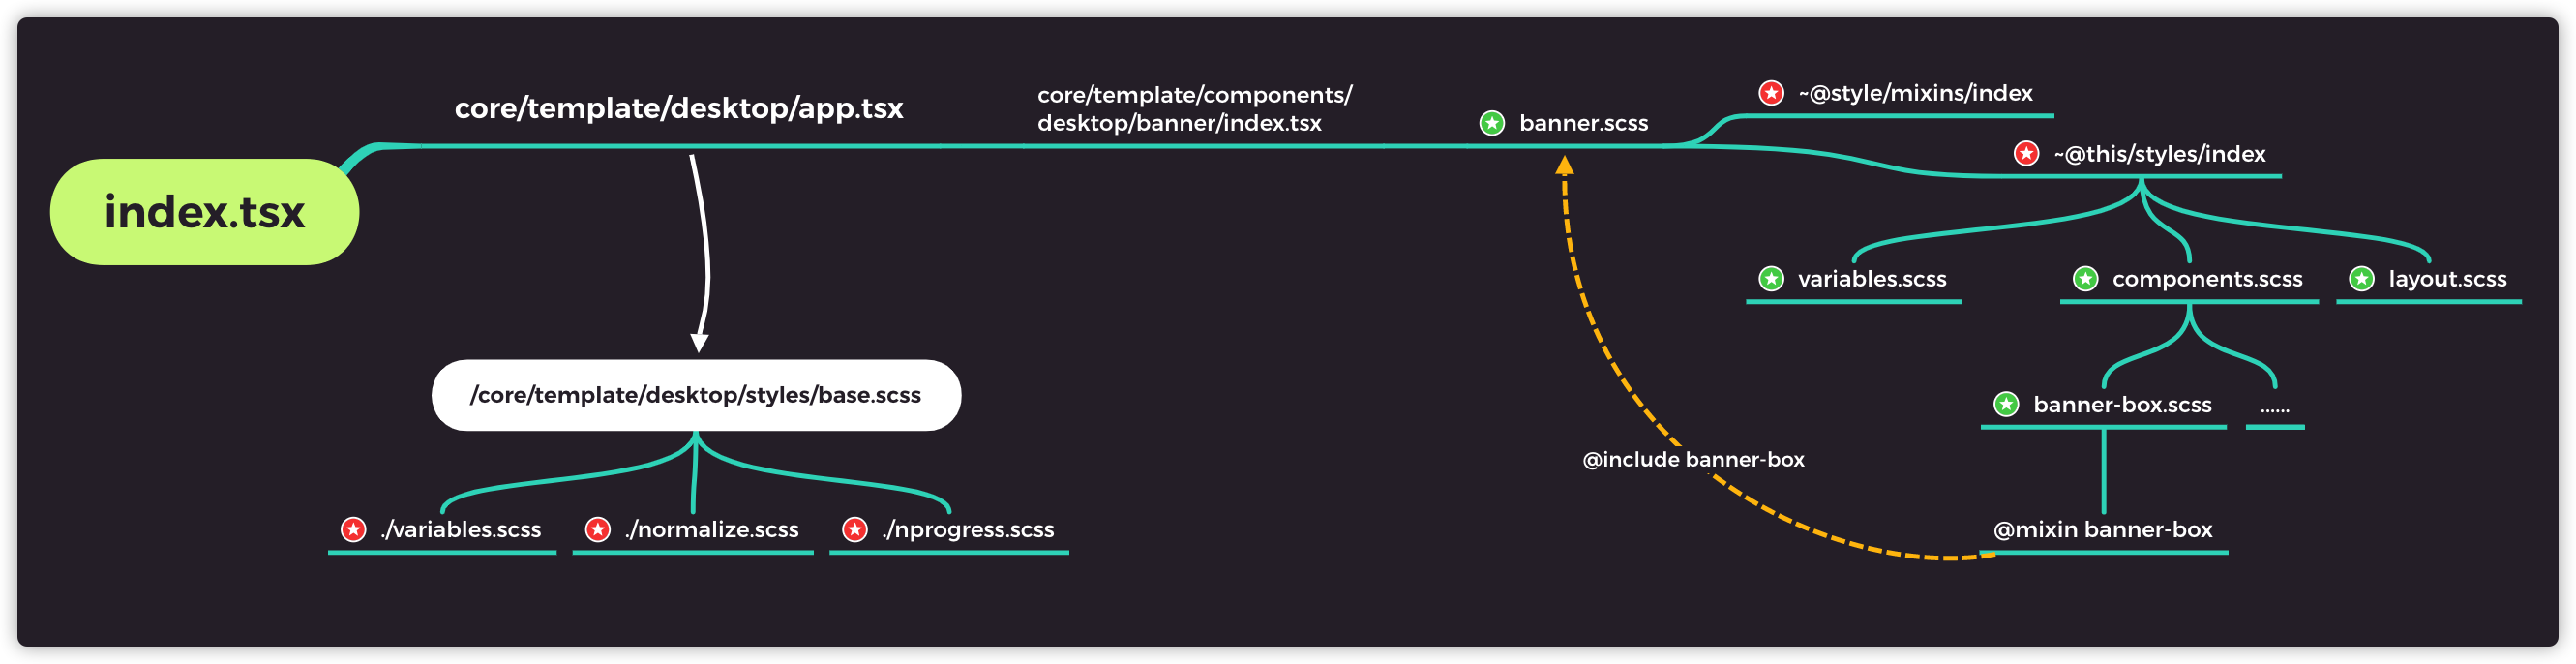 index.tsx
core/template/desktop/app.tsx
core/template/components/
desktop/banner/index.tsx
banner.scss
~@style/mixins/index
~@this/styles/index
variables.scss
components.scss
layout.scss
banner-box.scss
......
@mixin banner-box
@include banner-box
/core/template/desktop/styles/base.scss
./variables.scss
./normalize.scss
./nprogress.scss